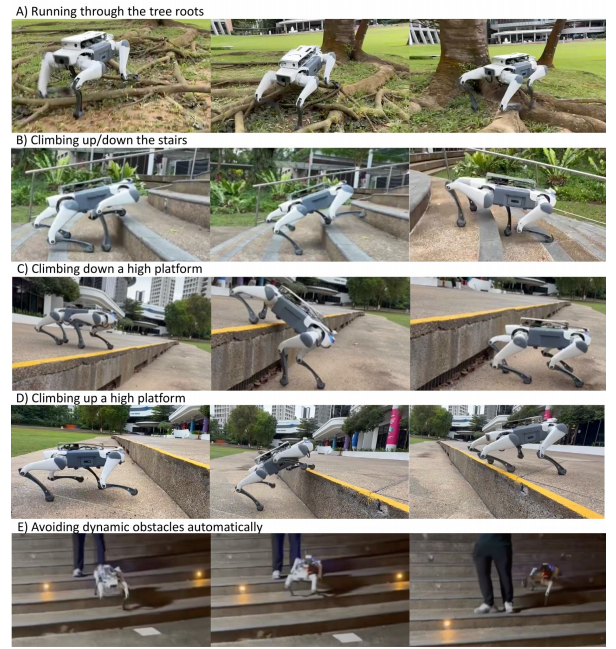 A) Running through the tree roots
B) Climbing up/down the stairs
C) Climbing down a high platform
D) Climbing up a high platform
E) Avoiding dynamic obstacles automatically